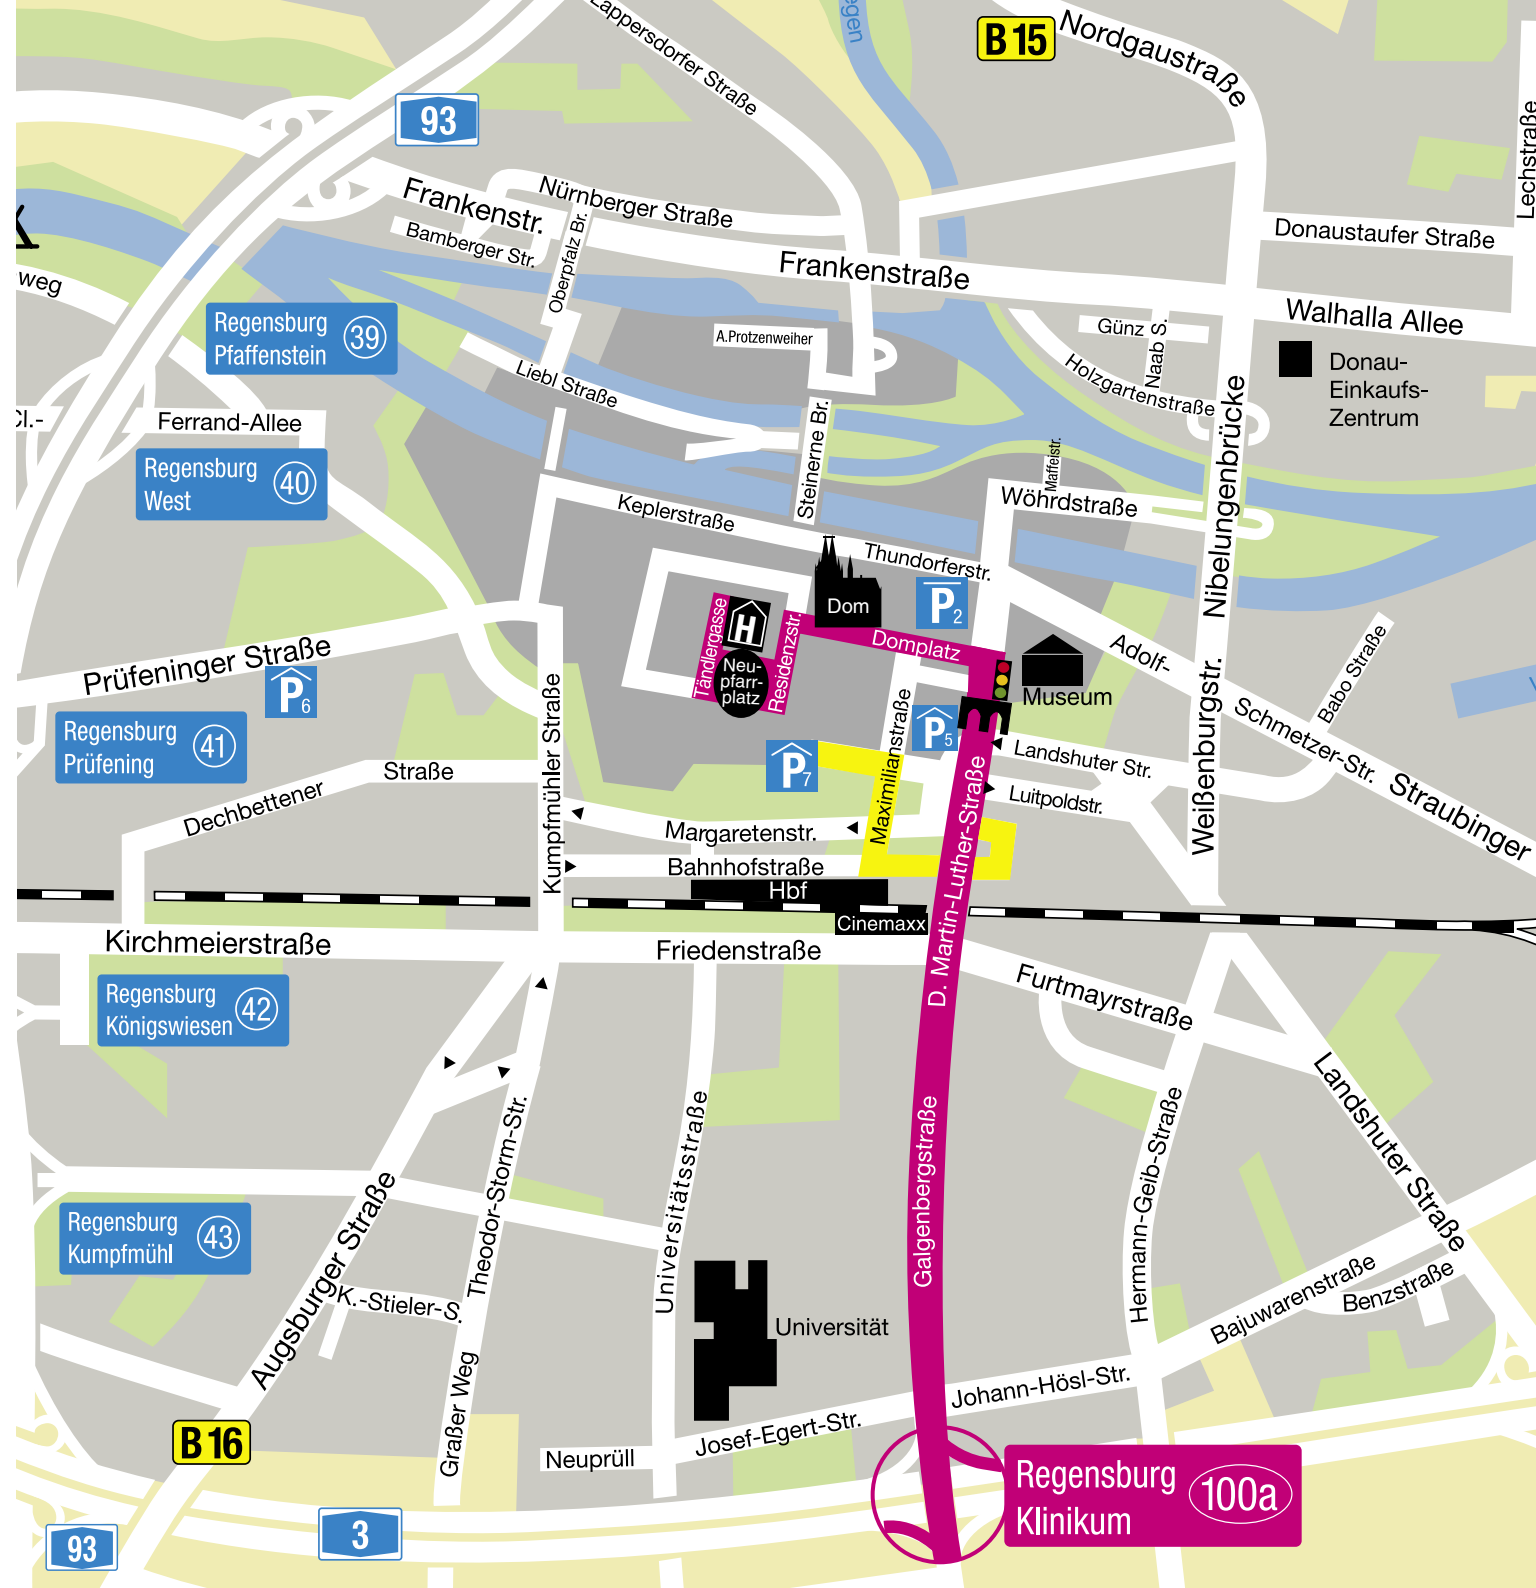 Lappersdorfer Straße
egen
B 15
Nordgaustraße
93
Lechstraße
Frankenstr.
Nürnberger Straße
Bamberger Str.
Oberpfalz Br.
Frankenstraße
Donaustaufer Straße
weg
Walhalla Allee
Regensburg
Pfaffenstein
39
A.Protzenweiher
Günz S.
Naab
Holzgartenstraße
Donau-
Einkaufs-
Zentrum
Liebl Straße
Cl.-
Ferrand-Allee
Steinerne Br.
Nibelungenbrücke
Regensburg
West
40
Maffeistr.
Wöhrdstraße
Keplerstraße
Thundorferstr.
Dom
P2
Tändlergasse
H
Residenzstr.
Domplatz
Neu-
pfarr-
platz
Prüfeninger Straße
P6
Museum
Adolf-
Schmetzer-Str.
Straubinger
Babo Straße
Weißenburgstr.
Regensburg
Prüfening
41
P5
P7
Maximilianstraße
Landshuter Str.
Luitpoldstr.
Dechbettener
Straße
Kumpfmühler Straße
Margaretenstr.
Bahnhofstraße
Hbf
Cinemaxx
D. Martin-Luther-Straße
Kirchmeierstraße
Friedenstraße
Furtmayrstraße
Regensburg
Königswiesen
42
Landshuter Straße
Universitätsstraße
Galgenbergstraße
Hermann-Geib-Straße
Theodor-Storm-Str.
Augsburger Straße
Regensburg
Kumpfmühl
43
K.-Stieler-S.
Universität
Bajuwarenstraße
Benzstraße
Graßer Weg
Johann-Hösl-Str.
Josef-Egert-Str.
Neuprüll
B 16
Regensburg
Klinikum
100a
93
3